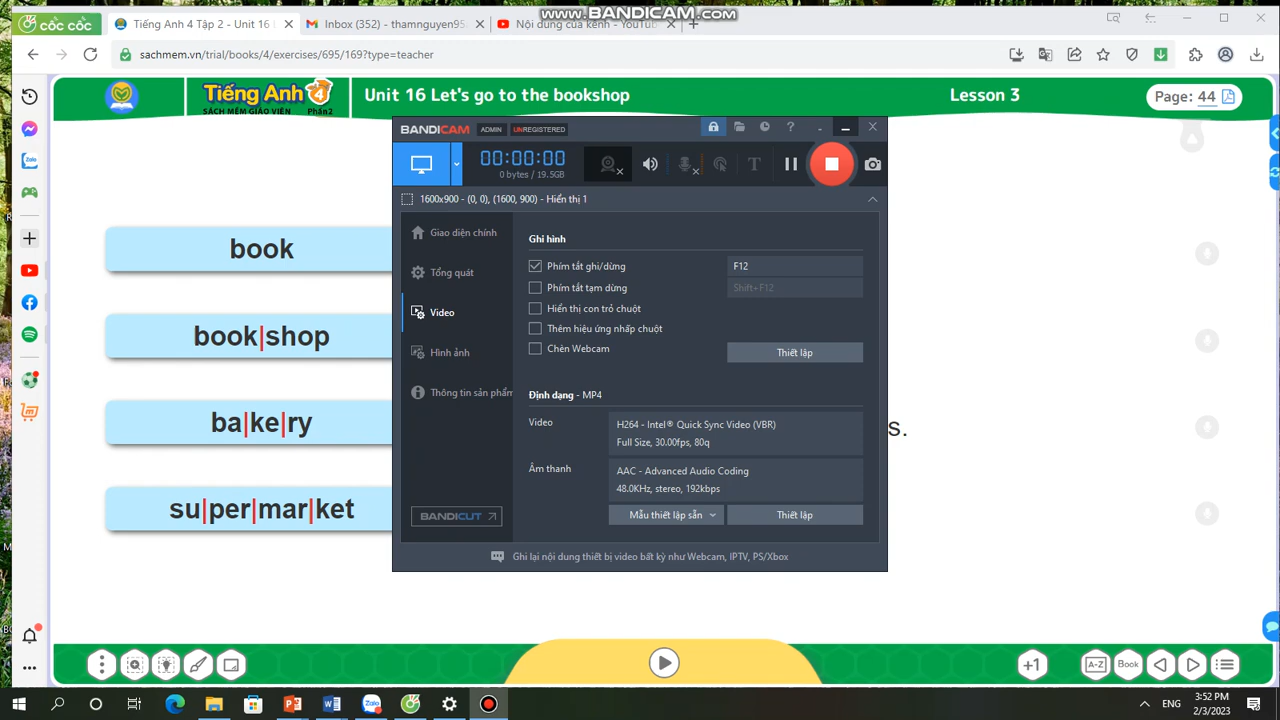 www.BANDICAM.com
CỐC CỐC
Tiếng Anh 4 Tập 2 - Unit 16 L
Inbox (352) - thamnguyen95
Nội dung của kênh - YouTu
sachmem.vn/trial/books/4/exercises/695/169?type=teacher
Tiếng Anh 4
SÁCH MỀM GIÁO VIÊN Phần2
Unit 16 Let's go to the bookshop
Lesson 3
Page: 44
BANDICAM
ADMIN
UNREGISTERED
00:00:00
0 bytes / 19.5GB
1600x900 - (0, 0), (1600, 900) - Hiển thị 1
Giao diện chính
Tổng quát
Video
Hình ảnh
Thông tin sản phẩm
BANDICUT
Ghi hình
Phím tắt ghi/dừng
F12
Phím tắt tạm dừng
Shift+F12
Hiển thị con trỏ chuột
Thêm hiệu ứng nhấp chuột
Chèn Webcam
Thiết lập
Định dạng - MP4
Video
H264 - Intel® Quick Sync Video (VBR)
Full Size, 30.00fps, 80q
Âm thanh
AAC - Advanced Audio Coding
48.0KHz, stereo, 192kbps
Mẫu thiết lập sẵn
Thiết lập
Ghi lại nội dung thiết bị video bất kỳ như Webcam, IPTV, PS/Xbox
book
book|shop
ba|ke|ry
s.
su|per|mar|ket
Zalo
+1
A-Z
Book
Zalo
ENG
3:52 PM
2/3/2023